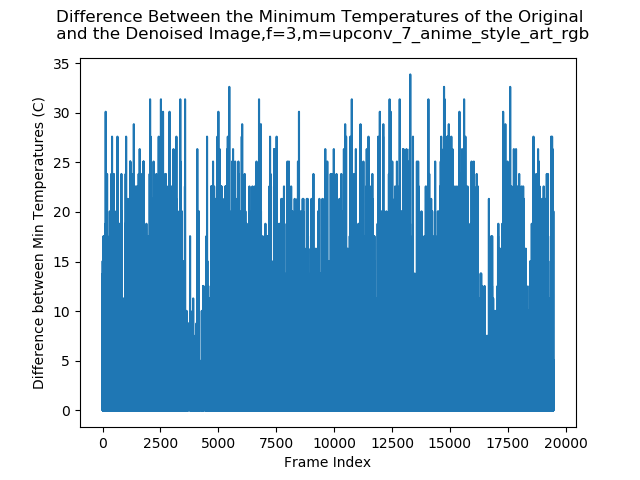 Difference Between the Minimum Temperatures of the Original
and the Denoised Image,f=3,m=upconv_7_anime_style_art_rgb
35
30
25
20
15
10
5
0
Difference between Min Temperatures (C)
0 2500 5000 7500 10000 12500 15000 17500 20000
Frame Index